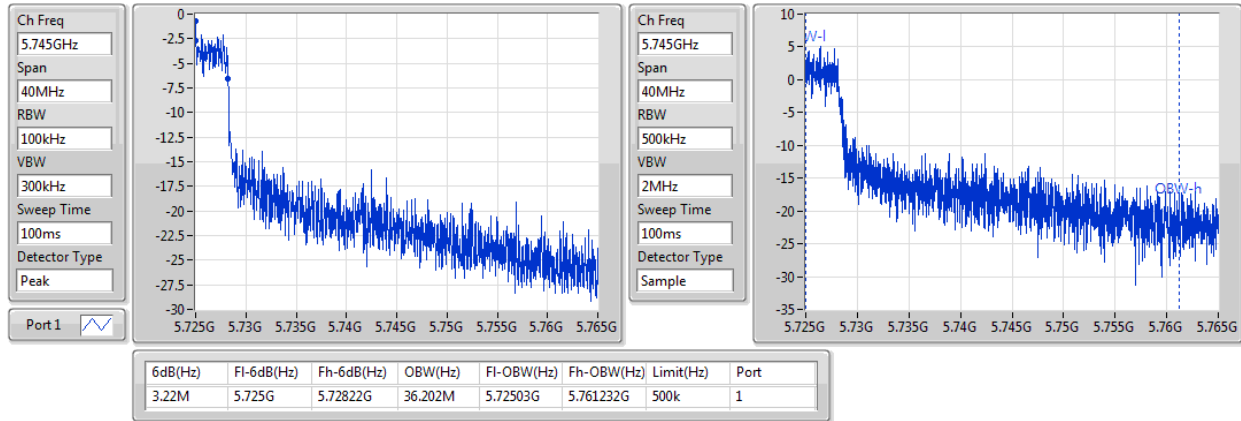 Ch Freq
5.745GHz
Span
40MHz
RBW
100kHz
VBW
300kHz
Sweep Time
100ms
Detector Type
Peak
Port 1
0
-2.5
-5
-7.5
-10
-12.5
-15
-17.5
-20
-22.5
-25
-27.5
-30
5.725G 5.73G 5.735G 5.74G 5.745G 5.75G 5.755G 5.76G 5.765G
Ch Freq
5.745GHz
Span
40MHz
RBW
500kHz
VBW
2MHz
Sweep Time
100ms
Detector Type
Sample
10
5
0
-5
-10
-15
-20
-25
-30
-35
W-l
OBW-h
5.725G 5.73G 5.735G 5.74G 5.745G 5.75G 5.755G 5.76G 5.765G
6dB(Hz) Fl-6dB(Hz) Fh-6dB(Hz) OBW(Hz) Fl-OBW(Hz) Fh-OBW(Hz) Limit(Hz) Port
3.22M 5.725G 5.72822G 36.202M 5.72503G 5.761232G 500k 1